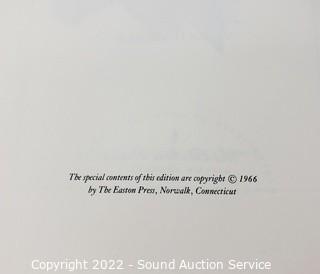 The special contents of this edition are copyright © 1966
by The Easton Press, Norwalk, Connecticut
Copyright 2022 - Sound Auction Service